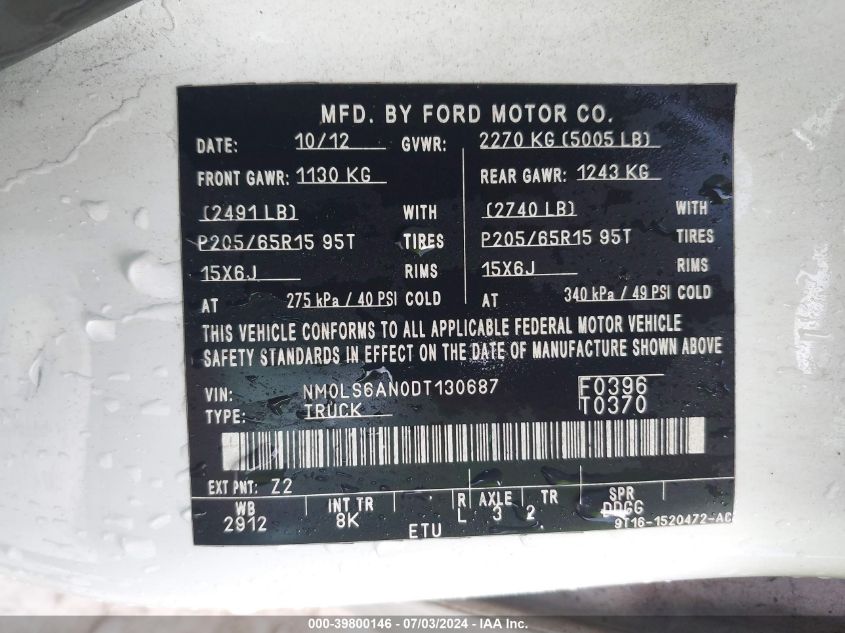 MFD. BY FORD MOTOR CO.
DATE: 10/12 GVWR: 2270 KG (5005 LB)
FRONT GAWR: 1130 KG REAR GAWR: 1243 KG
(2491 LB) WITH (2740 LB) WITH
P205/65R15 95T TIRES P205/65R15 95T TIRES
15X6J RIMS 15X6J RIMS
AT 275 kPa / 40 PSI COLD AT 340 kPa / 49 PSI COLD
THIS VEHICLE CONFORMS TO ALL APPLICABLE FEDERAL MOTOR VEHICLE
SAFETY STANDARDS IN EFFECT ON THE DATE OF MANUFACTURE SHOWN ABOVE
VIN: NM0LS6AN0DT130687 F0396
TYPE: TRUCK T0370
EXT PNT: Z2
WB INT TR R AXLE TR SPR
2912 8K L 3 2 DDGG
ETU 9T16-1520472-AC
000-39800146 - 07/03/2024 - IAA Inc.